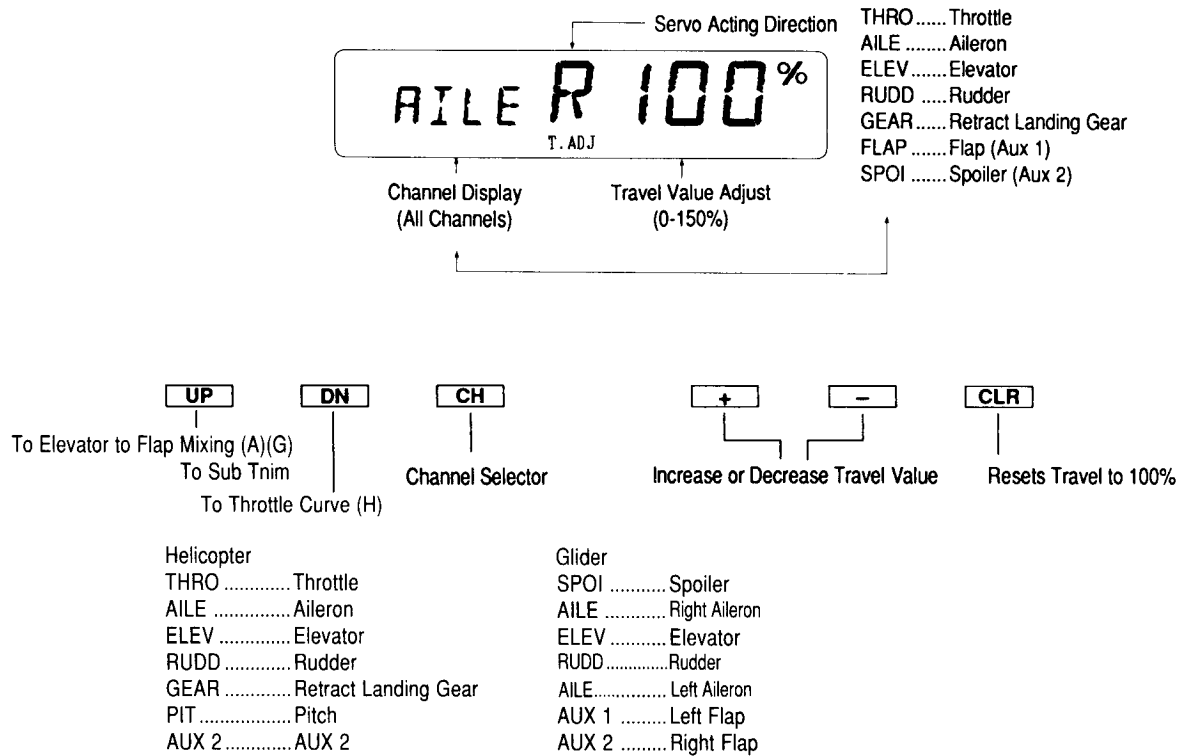 Servo Acting Direction
AILE R 100%
T.ADJ
Channel Display
(All Channels)
Travel Value Adjust
(0-150%)
THRO......Throttle
AILE ........Aileron
ELEV.......Elevator
RUDD .....Rudder
GEAR......Retract Landing Gear
FLAP .......Flap (Aux 1)
SPOI .......Spoiler (Aux 2)
UP DN CH + − CLR
To Elevator to Flap Mixing (A)(G)
To Sub Tnim
To Throttle Curve (H)
Channel Selector
Increase or Decrease Travel Value
Resets Travel to 100%
Helicopter
THRO .............Throttle
AILE ...............Aileron
ELEV ..............Elevator
RUDD ............Rudder
GEAR ............Retract Landing Gear
PIT..................Pitch
AUX 2.............AUX 2
Glider
SPOI ...........Spoiler
AILE ............Right Aileron
ELEV ...........Elevator
RUDD.............Rudder
AILE...............Left Aileron
AUX 1 .........Left Flap
AUX 2 .........Right Flap